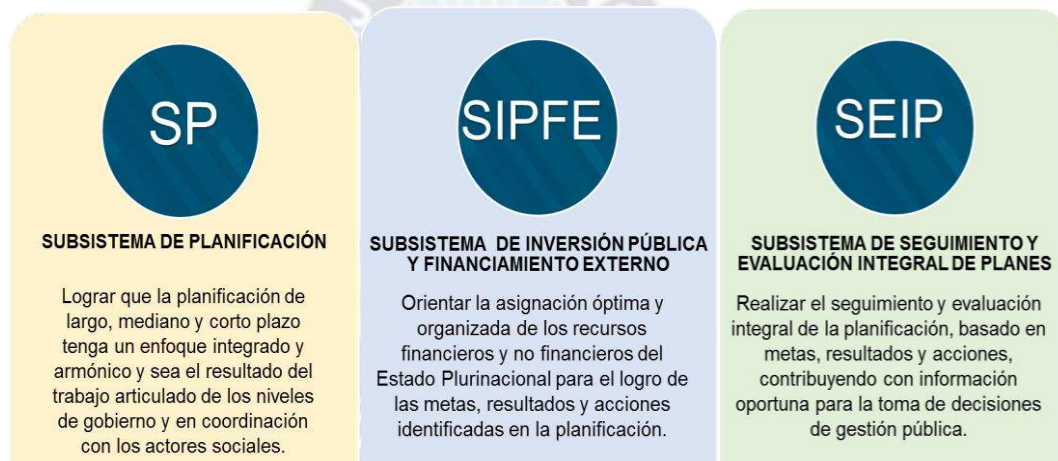 SP
SUBSISTEMA DE PLANIFICACIÓN
Lograr que la planificación de
largo, mediano y corto plazo
tenga un enfoque integrado y
armónico y sea el resultado del
trabajo articulado de los niveles
de gobierno y en coordinación
con los actores sociales.
SIPFE
SUBSISTEMA DE INVERSIÓN PÚBLICA
Y FINANCIAMIENTO EXTERNO
Orientar la asignación óptima y
organizada de los recursos
financieros y no financieros del
Estado Plurinacional para el logro de
las metas, resultados y acciones
identificadas en la planificación.
SEIP
SUBSISTEMA DE SEGUIMIENTO Y
EVALUACIÓN INTEGRAL DE PLANES
Realizar el seguimiento y evaluación
integral de la planificación, basado en
metas, resultados y acciones,
contribuyendo con información
oportuna para la toma de decisiones
de gestión pública.